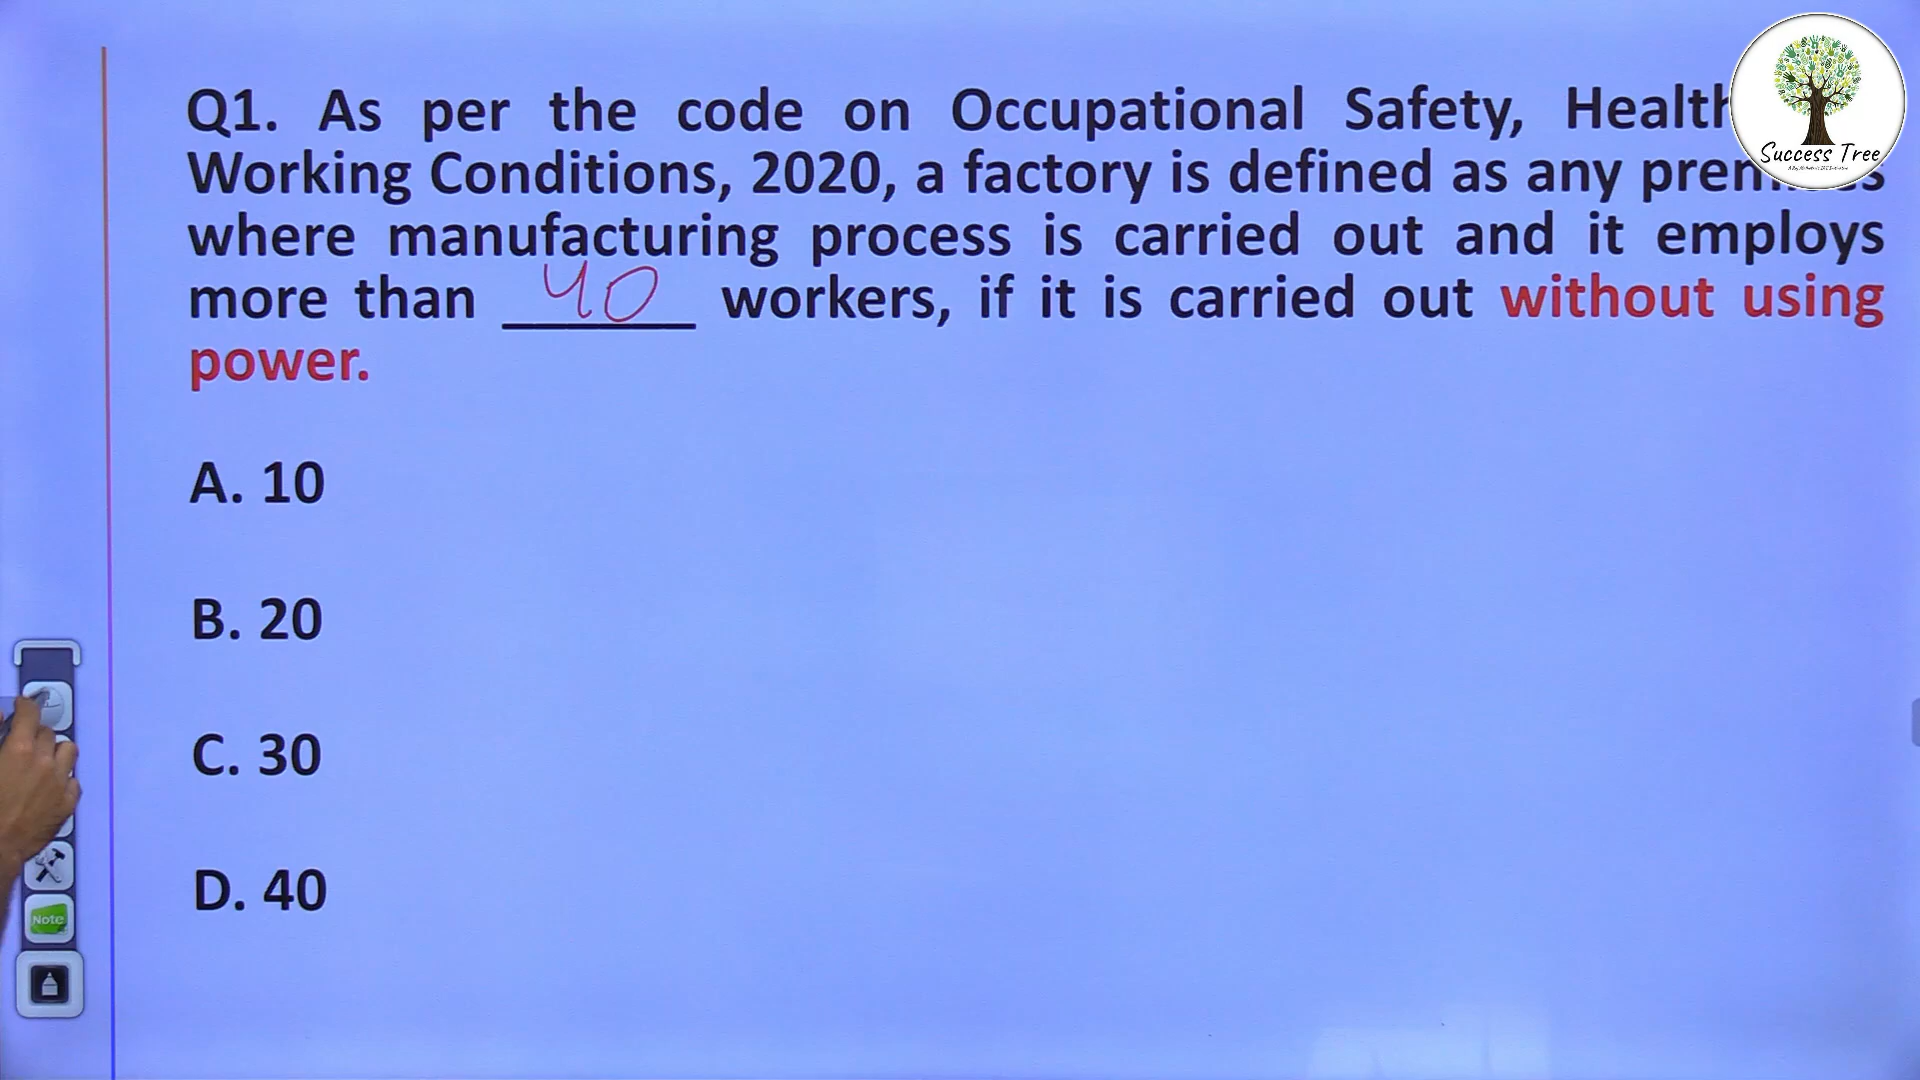 Q1. As per the code on Occupational Safety, Health
Working Conditions, 2020, a factory is defined as any premises
where manufacturing process is carried out and it employs
more than 40 workers, if it is carried out without using
power.
A. 10
B. 20
C. 30
D. 40
Success Tree
Note